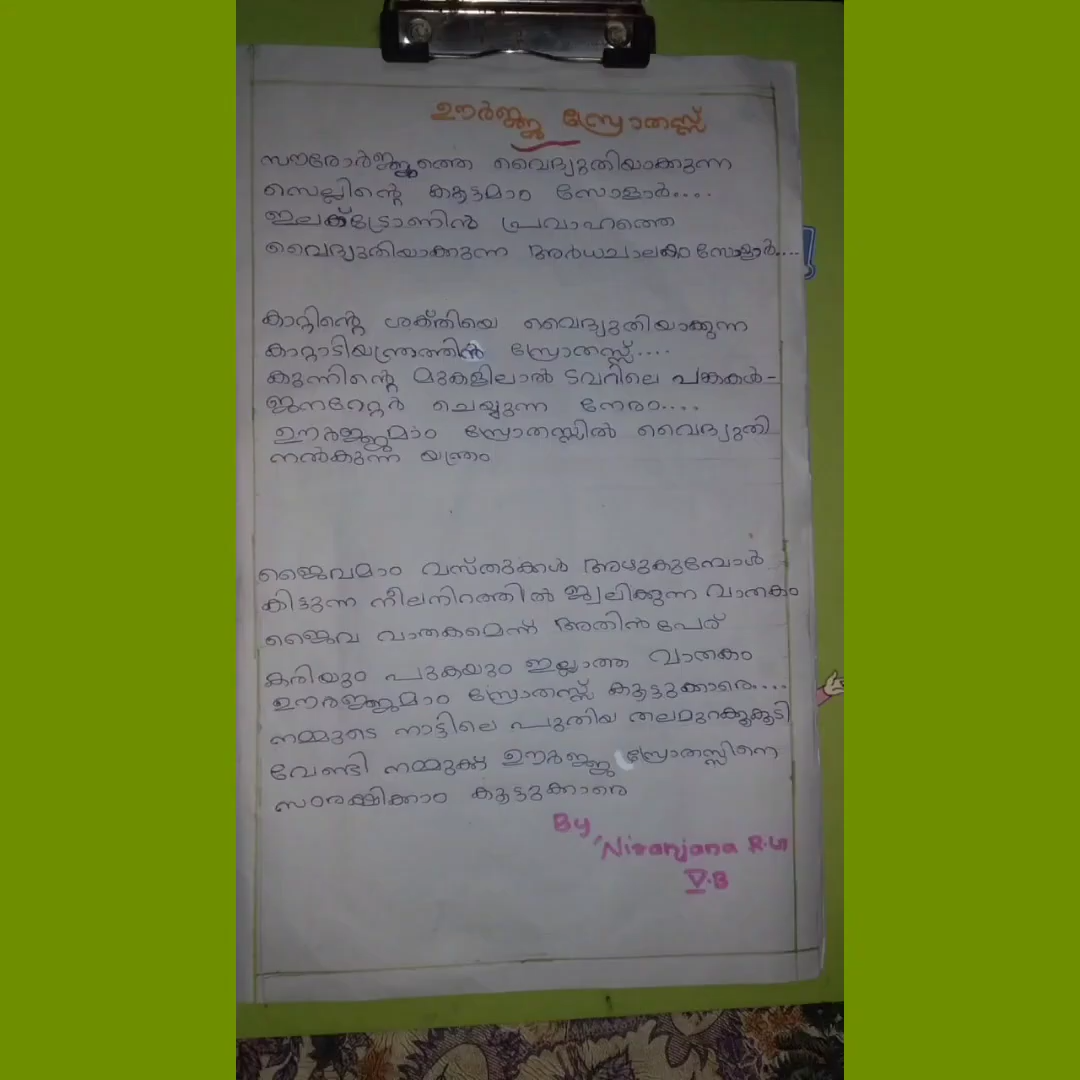 ഊർജ്ജ സ്രോതസ്സ്
സൗരോർജ്ജത്തെ വൈദ്യുതിയാക്കുന്ന
സെല്ലിന്റെ കൂട്ടമാം സോളാർ....
ഇലക്ട്രോണിൻ പ്രവാഹത്തെ
വൈദ്യുതിയാക്കുന്ന അർധചാലകം സോളാർ....
കാറ്റിന്റെ ശക്തിയെ വൈദ്യുതിയാക്കുന്ന
കാറ്റാടിയന്ത്രത്തിൻ സ്രോതസ്സ്....
കുന്നിന്റെ മുകളിലാൽ ടവറിലെ പങ്കകൾ-
ജനറേറ്റർ ചെയ്യുന്ന നേരം....
ഊർജ്ജമാം സ്രോതസ്സിൽ വൈദ്യുതി
നൽകുന്ന യന്ത്രം
ജൈവമാം വസ്തുക്കൾ അഴുകുമ്പോൾ
കിട്ടുന്ന നീലനിറത്തിൽ ജ്വലിക്കുന്ന വാതകം
ജൈവ വാതകമെന്ന് അതിൻ പേര്
കരിയും പുകയും ഇല്ലാത്ത വാതകം
ഊർജ്ജമാം സ്രോതസ്സ് കൂട്ടുക്കാരെ....
നമ്മുടെ നാട്ടിലെ പുതിയ തലമുറക്കൂകൂടി
വേണ്ടി നമ്മുക്ക് ഊർജ്ജ സ്രോതസ്സിനെ
സംരക്ഷിക്കാം കൂട്ടുക്കാരെ
By,
Niranjana R.
V.B